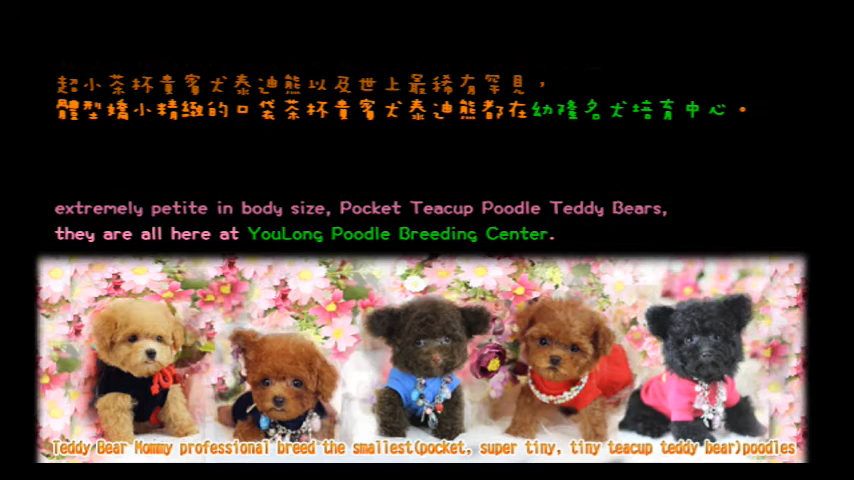 超小茶杯貴賓犬泰迪熊以及世上最稀有罕見，
體型撟小精緻的口袋茶杯貴賓犬泰迪熊都在幼隆名犬培育中心。
extremely petite in body size, Pocket Teacup Poodle Teddy Bears,
they are all here at YouLong Poodle Breeding Center.
Teddy Bear Mommy professional breed the smallest(pocket, super tiny, tiny teacup teddy bear)poodles